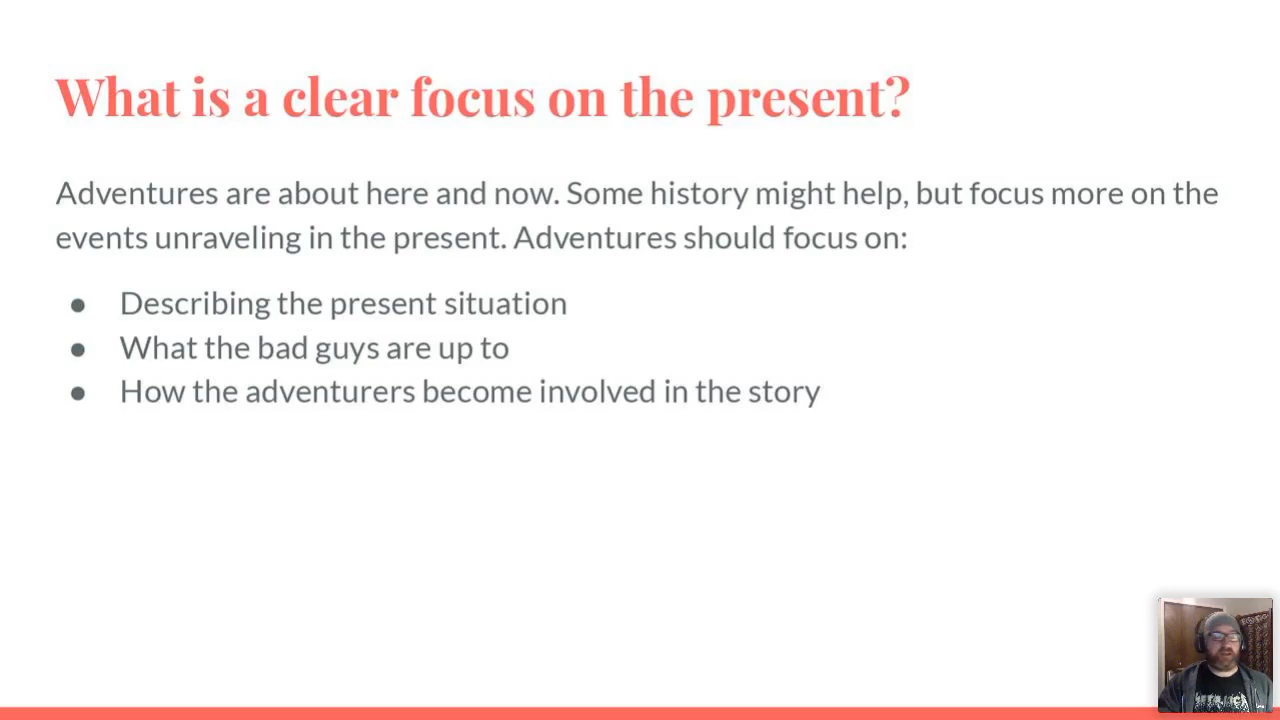 What is a clear focus on the present?
Adventures are about here and now. Some history might help, but focus more on the
events unraveling in the present. Adventures should focus on:
● Describing the present situation
● What the bad guys are up to
● How the adventurers become involved in the story